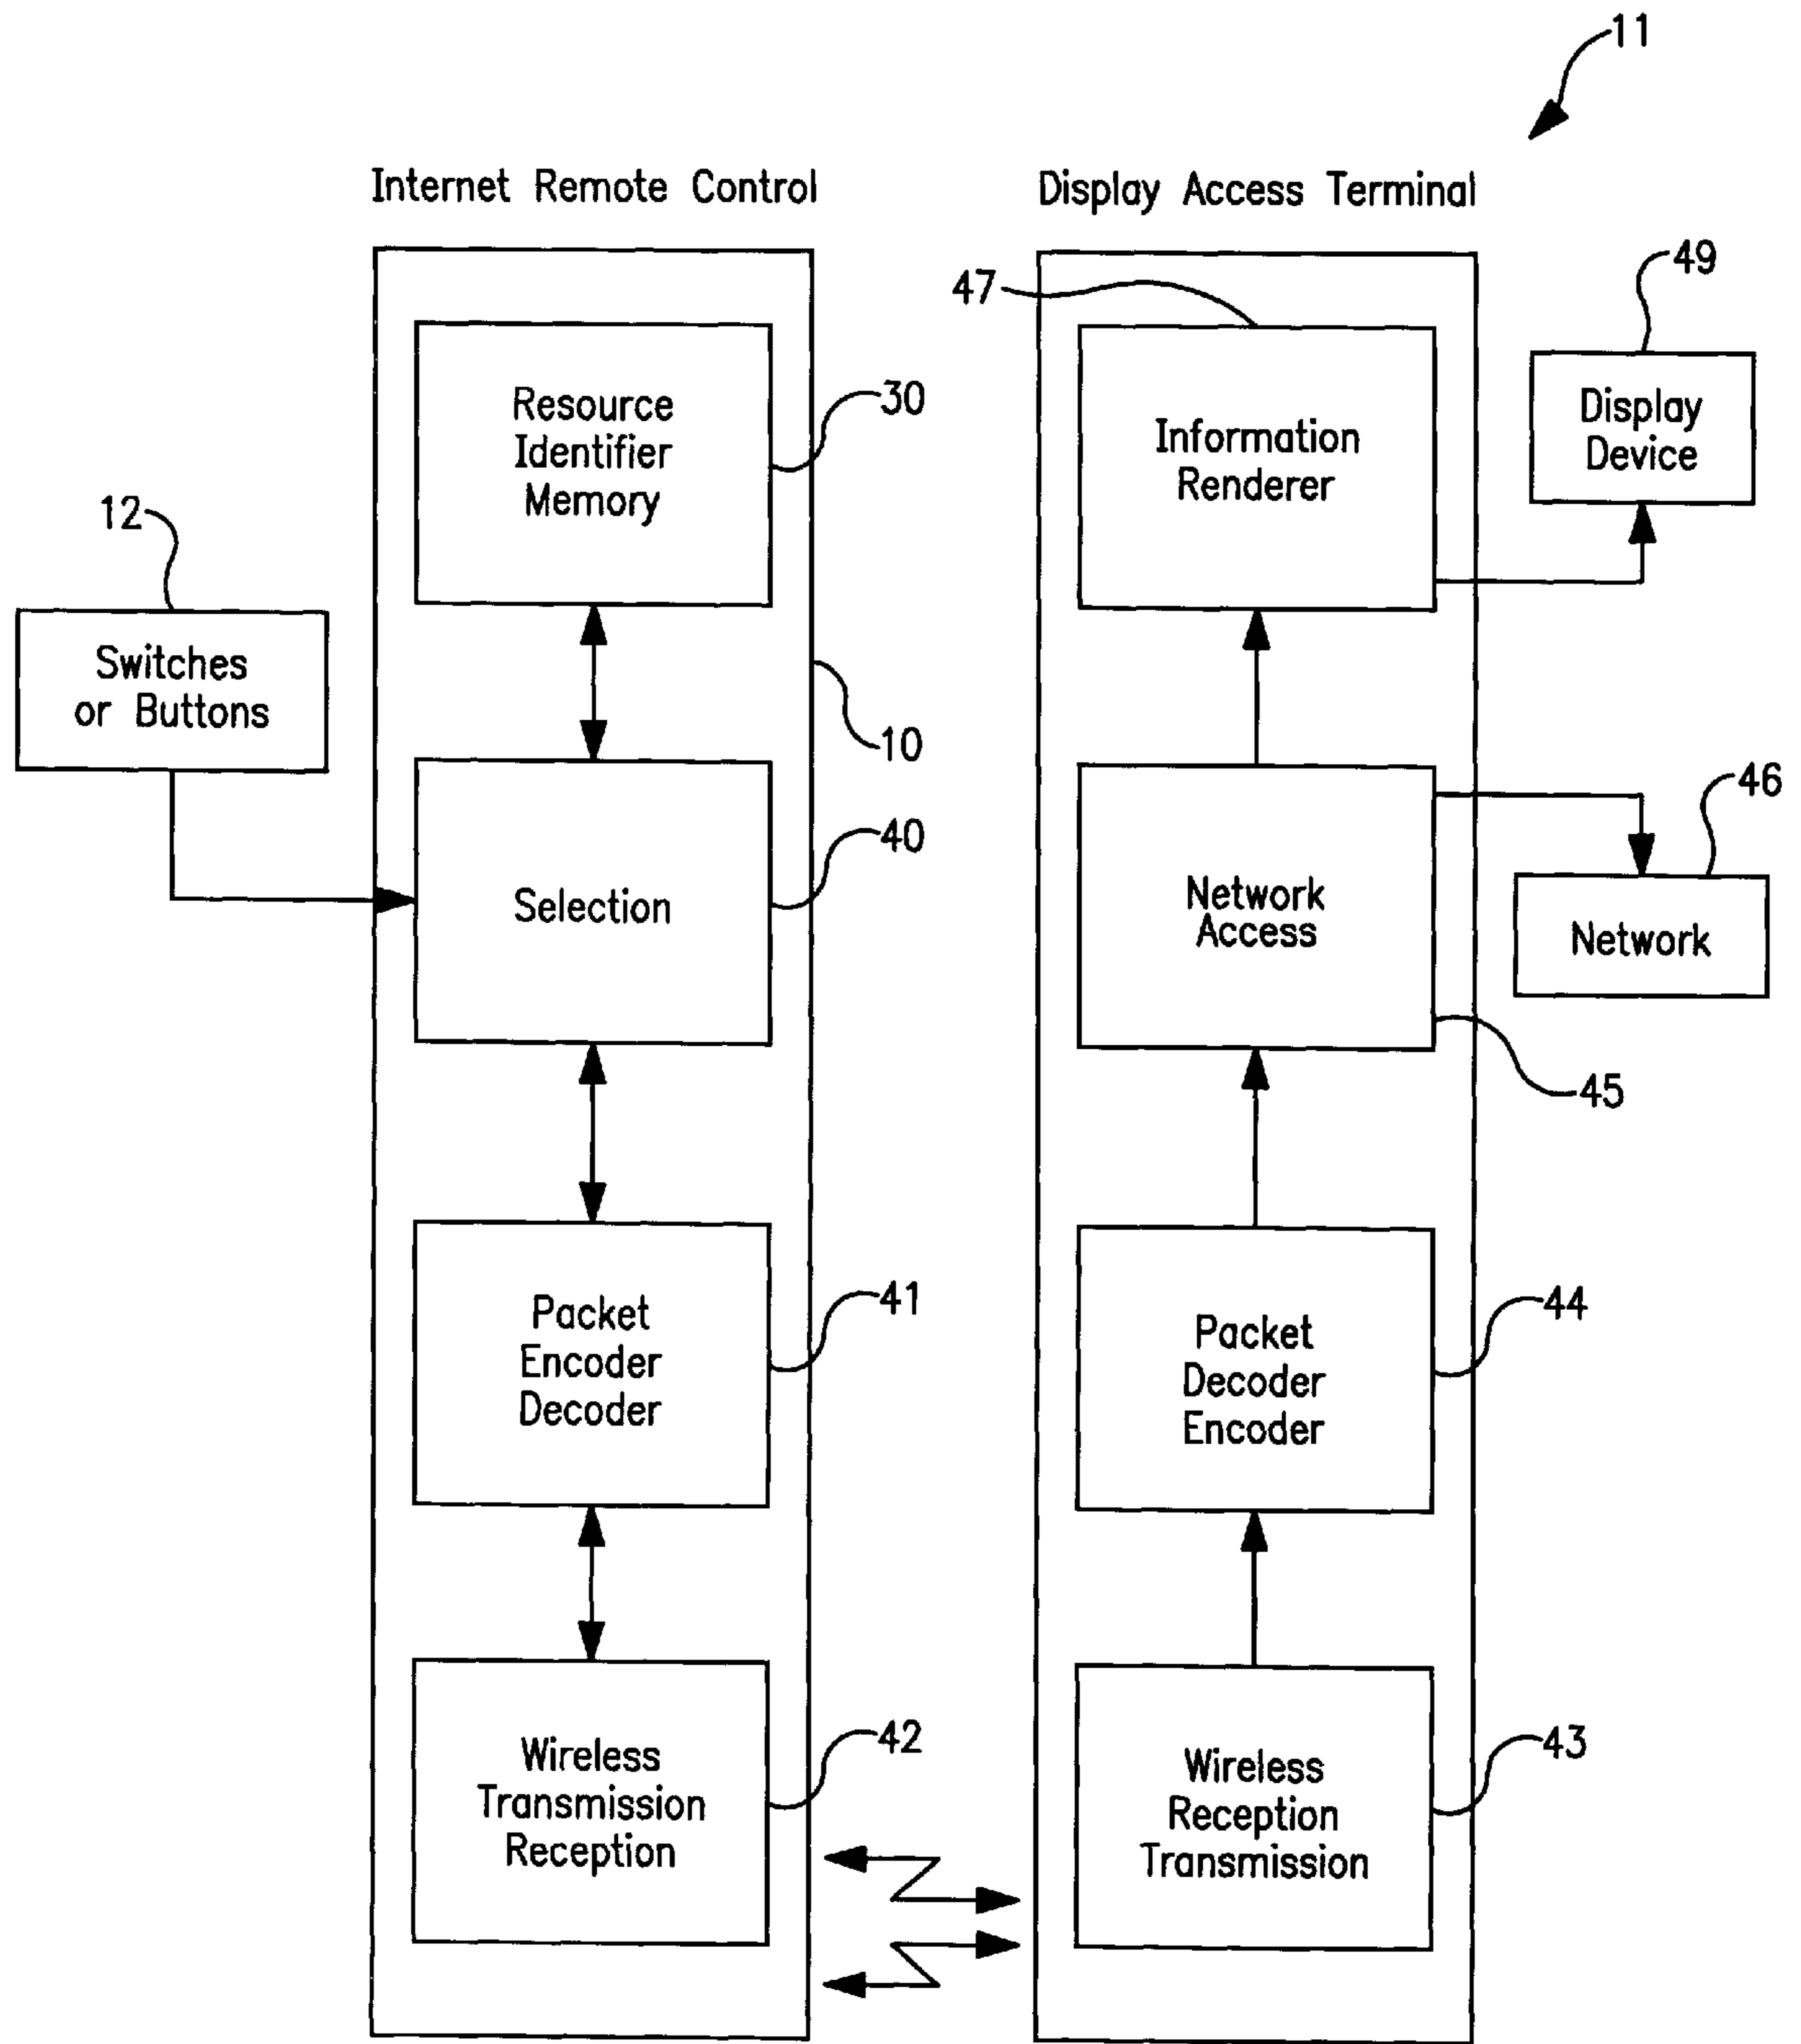 11
Internet Remote Control
Display Access Terminal
47
49
Resource
Identifier
Memory
30
Information
Renderer
Display
Device
12
Switches
or Buttons
10
46
Selection
40
Network
Access
Network
45
Packet
Encoder
Decoder
41
Packet
Decoder
Encoder
44
Wireless
Transmission
Reception
42
Wireless
Reception
Transmission
43